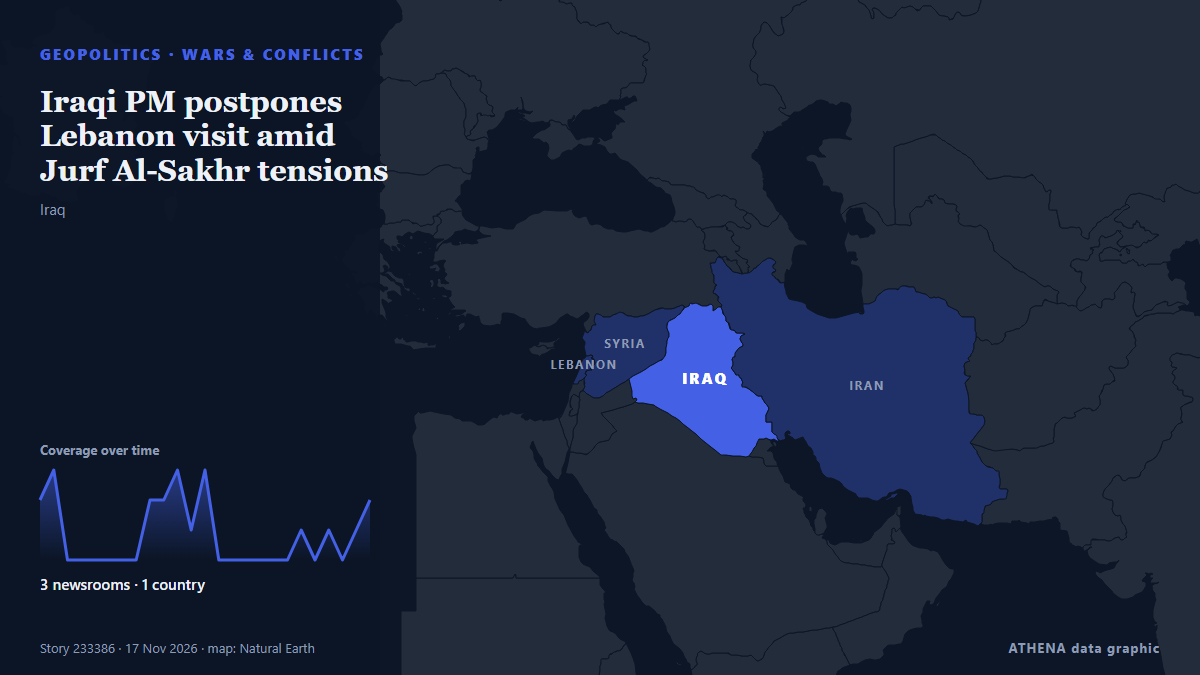 GEOPOLITICS · WARS & CONFLICTS
Iraqi PM postpones
Lebanon visit amid
Jurf Al-Sakhr tensions
Iraq
SYRIA
LEBANON
IRAQ
IRAN
Coverage over time
3 newsrooms · 1 country
Story 233386 · 17 Nov 2026 · map: Natural Earth
ATHENA data graphic